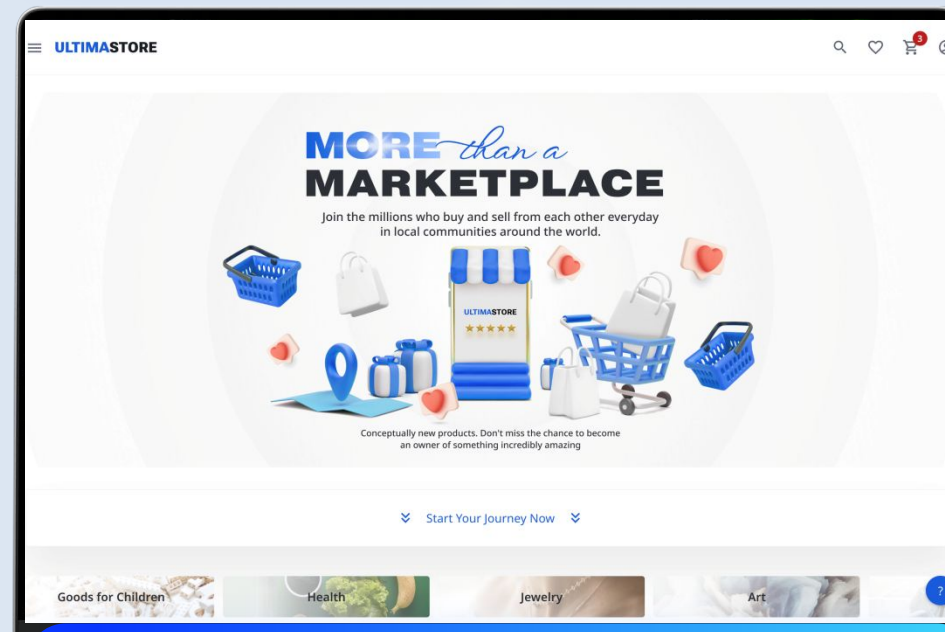 ULTIMASTORE
3
MORE than a
MARKETPLACE
Join the millions who buy and sell from each other everyday
in local communities around the world.
ULTIMASTORE
Conceptually new products. Don't miss the chance to become
an owner of something incredibly amazing
Start Your Journey Now
Goods for Children
Health
Jewelry
Art
?